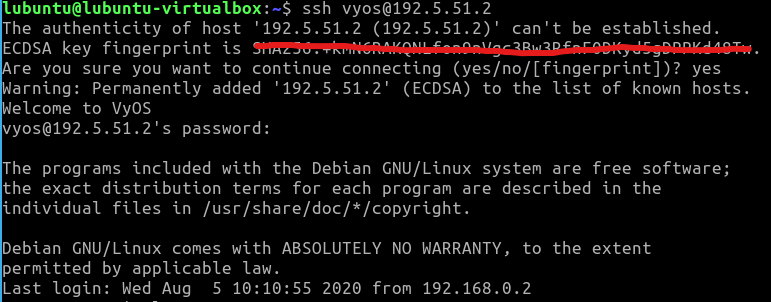 lubuntu@lubuntu-virtualbox:~$ ssh vyos@192.5.51.2
The authenticity of host '192.5.51.2 (192.5.51.2)' can't be established.
ECDSA key fingerprint is
Are you sure you want to continue connecting (yes/no/[fingerprint])? yes
Warning: Permanently added '192.5.51.2' (ECDSA) to the list of known hosts.
Welcome to VyOS
vyos@192.5.51.2's password:
The programs included with the Debian GNU/Linux system are free software;
the exact distribution terms for each program are described in the
individual files in /usr/share/doc/*/copyright.
Debian GNU/Linux comes with ABSOLUTELY NO WARRANTY, to the extent
permitted by applicable law.
Last login: Wed Aug  5 10:10:55 2020 from 192.168.0.2